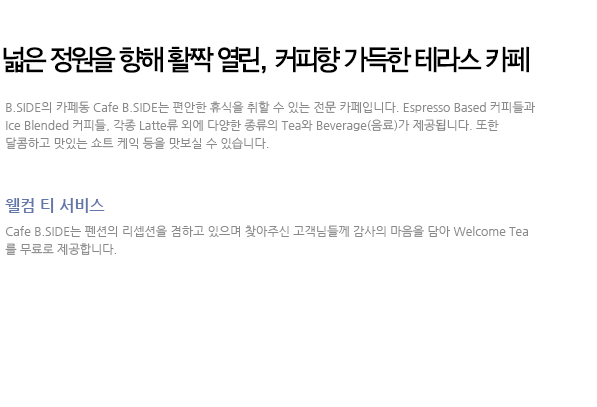 넓은 정원을 향해 활짝 열린, 커피향 가득한 테라스 카페
B.SIDE의 카페동 Cafe B.SIDE는 편안한 휴식을 취할 수 있는 전문 카페입니다. Espresso Based 커피들과
Ice Blended 커피들, 각종 Latte류 외에 다양한 종류의 Tea와 Beverage(음료)가 제공됩니다. 또한
달콤하고 맛있는 쇼트 케익 등을 맛보실 수 있습니다.
웰컴 티 서비스
Cafe B.SIDE는 펜션의 리셉션을 겸하고 있으며 찾아주신 고객님들께 감사의 마음을 담아 Welcome Tea
를 무료로 제공합니다.